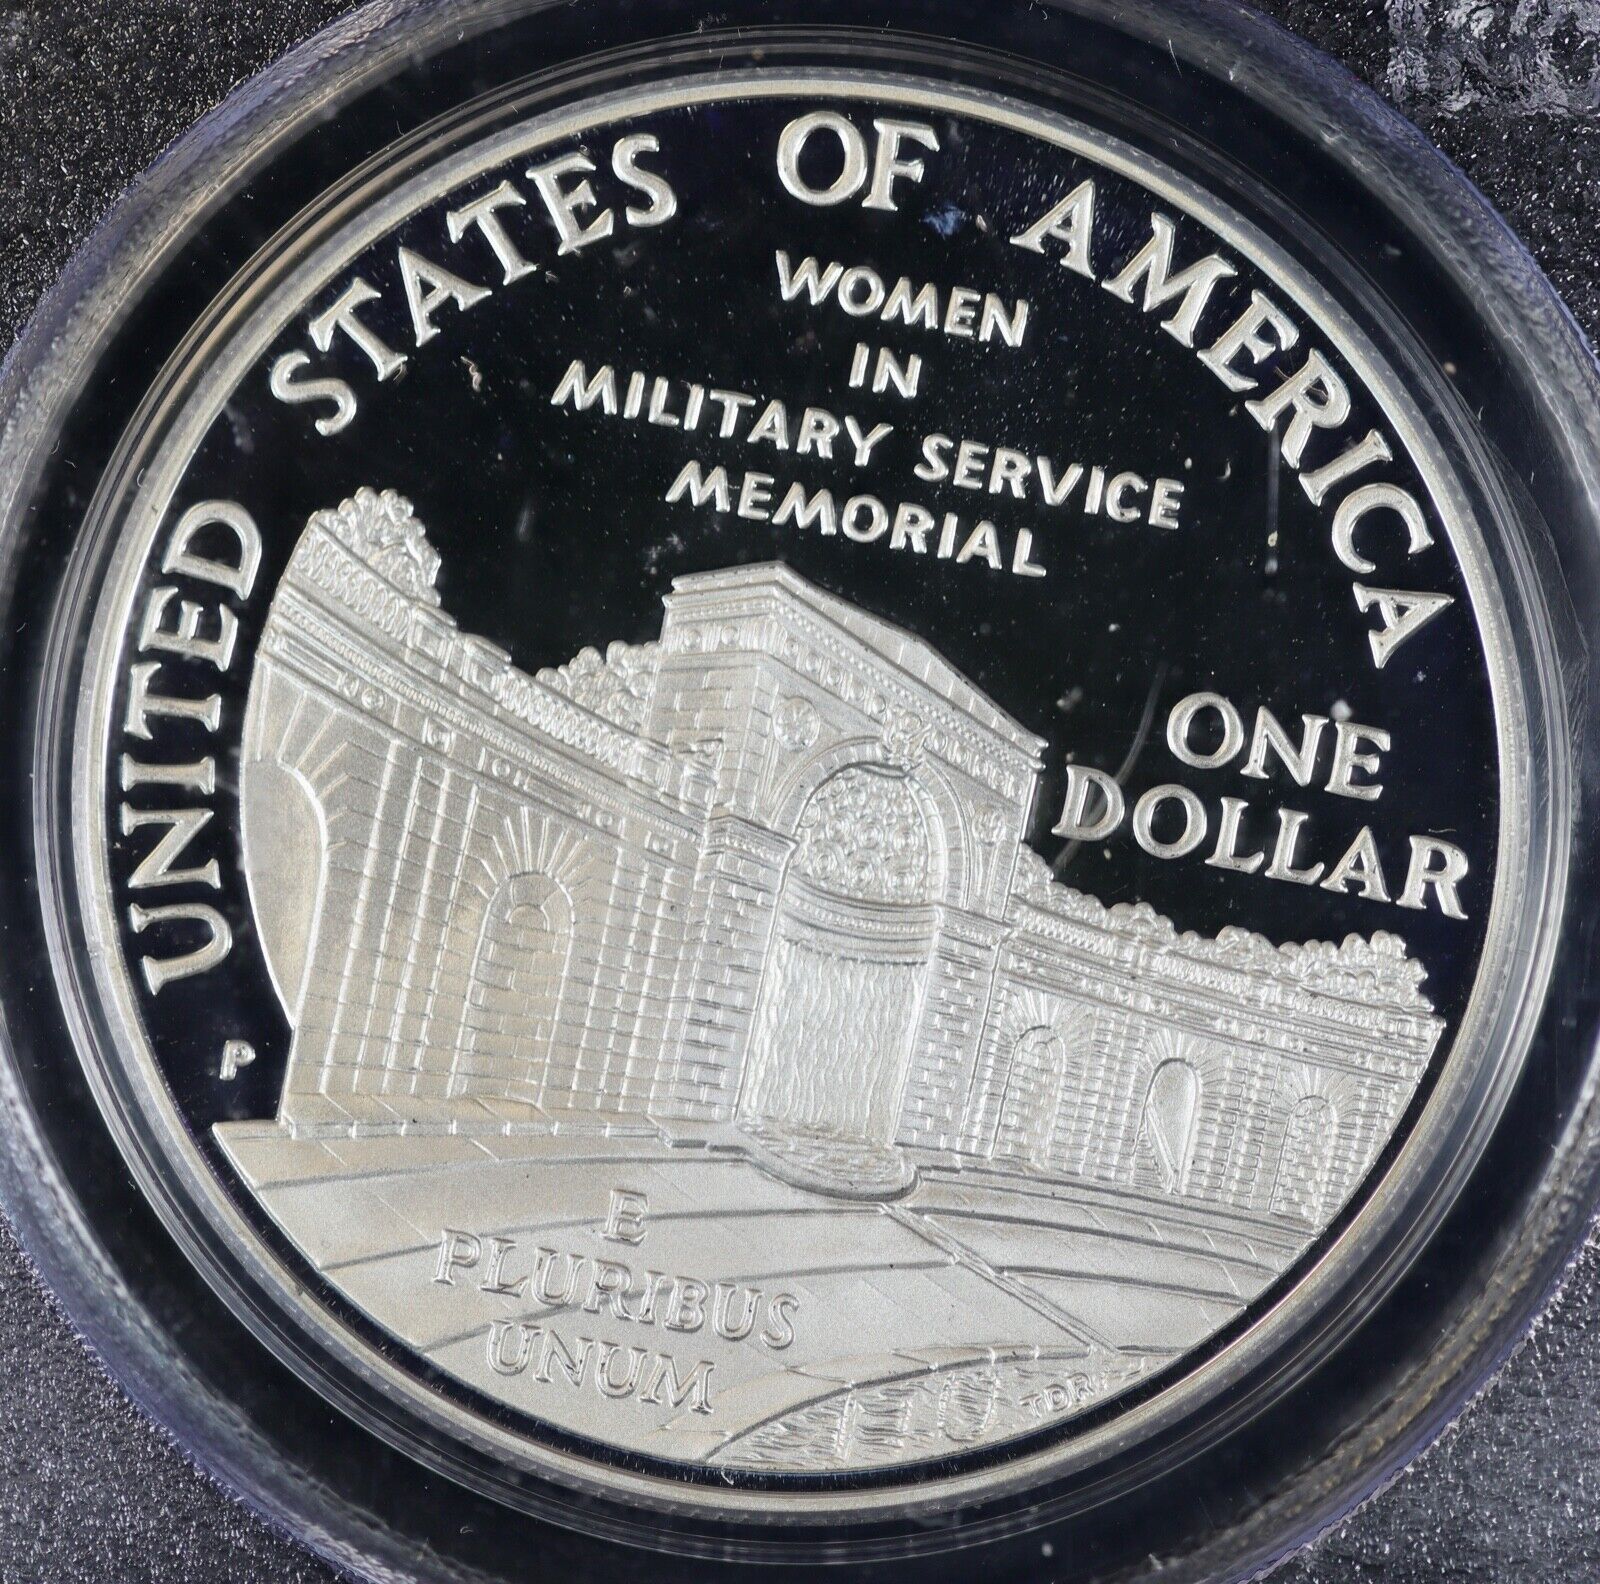 UNITED STATES OF AMERICA
WOMEN
IN
MILITARY SERVICE
MEMORIAL
ONE
DOLLAR
P
E
PLURIBUS
UNUM
TDR